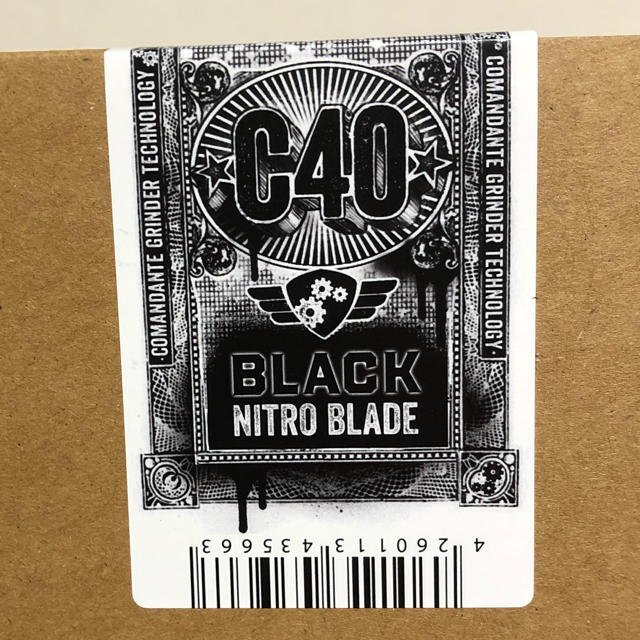 C40
BLACK
NITRO BLADE
·COMANDANTE GRINDER TECHNOLOGY
·COMANDANTE GRINDER TECHNOLOGY·
4 260113 435663